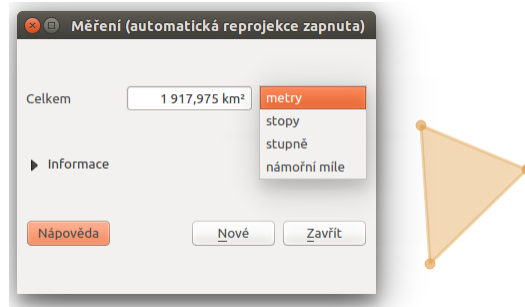 Měření (automatická reprojekce zapnuta)
Celkem
1 917,975 km²
metry
stopy
stupně
námořní míle
Informace
Nápověda
Nové
Zavřít